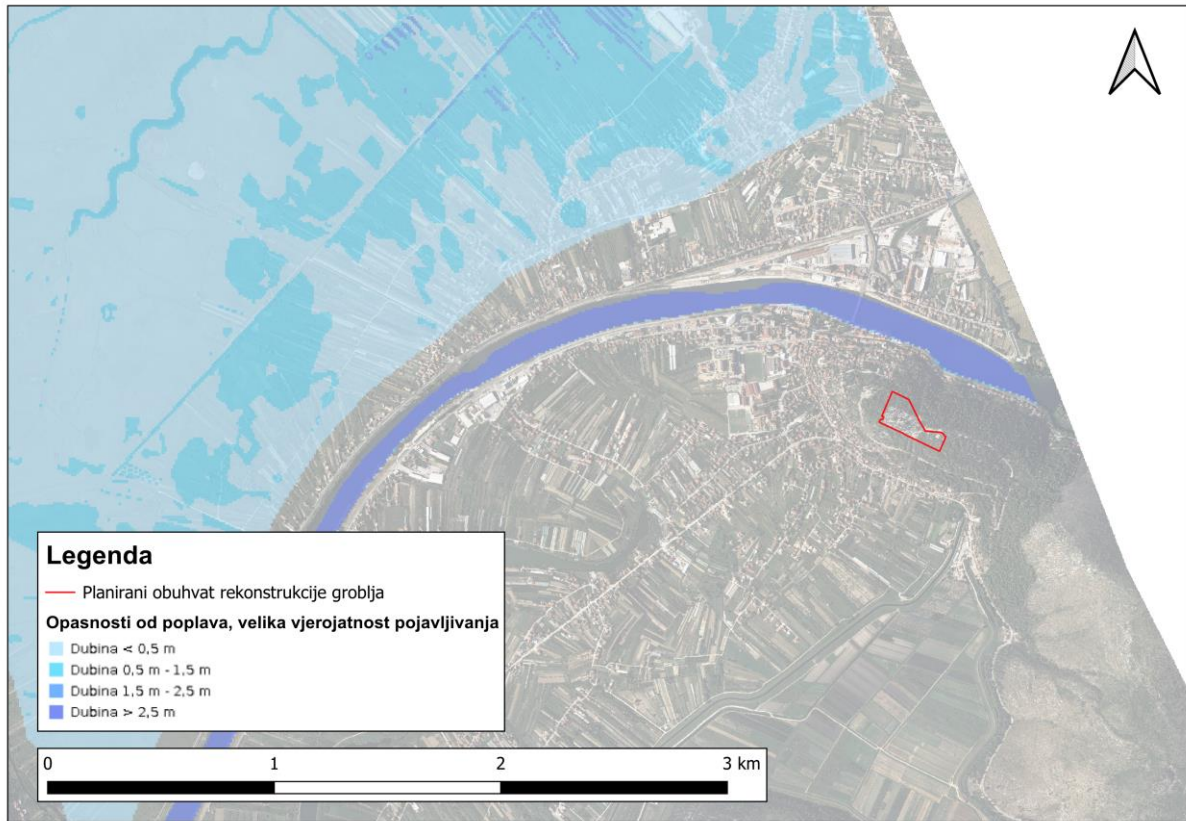 Legenda
Planirani obuhvat rekonstrukcije groblja
Opasnosti od poplava, velika vjerojatnost pojavljivanja
Dubina < 0,5 m
Dubina 0,5 m - 1,5 m
Dubina 1,5 m - 2,5 m
Dubina > 2,5 m
0 1 2 3 km